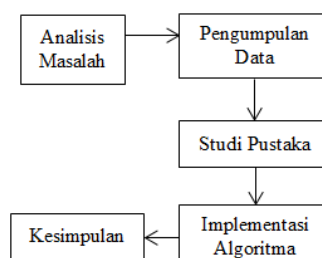 Analisis
Masalah
Pengumpulan
Data
Studi Pustaka
Implementasi
Algoritma
Kesimpulan